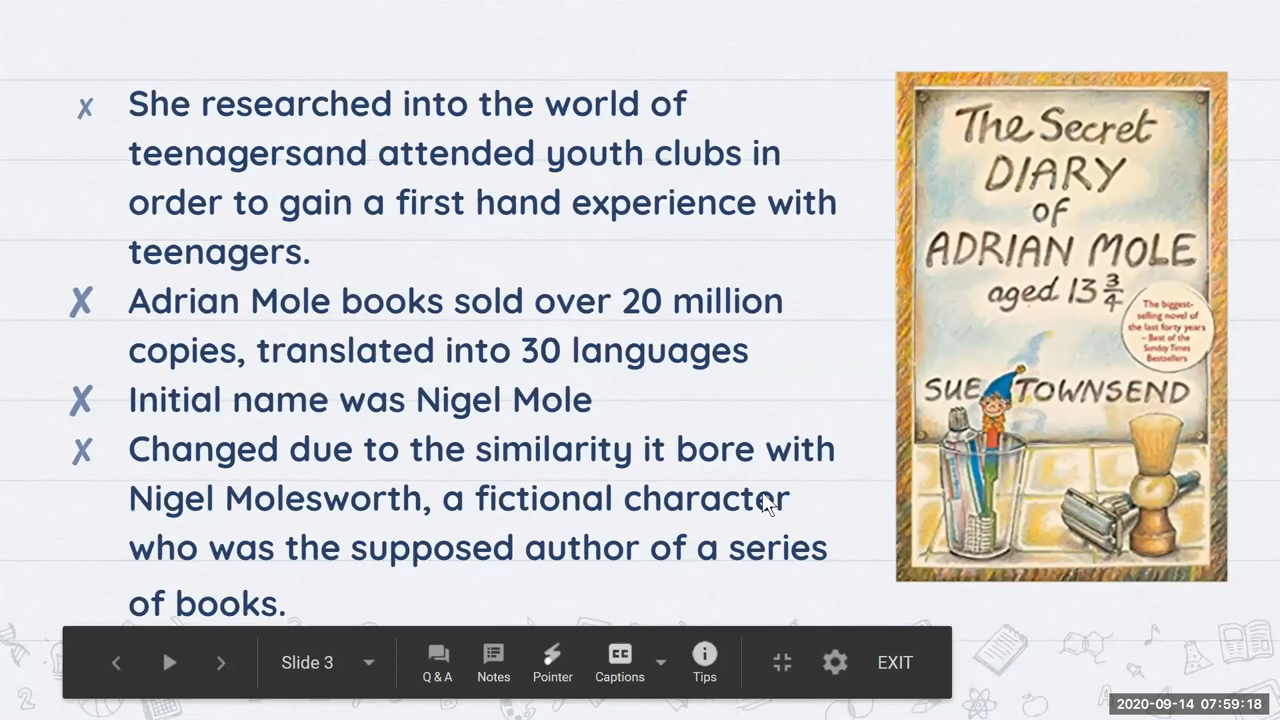 She researched into the world of
teenagersand attended youth clubs in
order to gain a first hand experience with
teenagers.
Adrian Mole books sold over 20 million
copies, translated into 30 languages
Initial name was Nigel Mole
Changed due to the similarity it bore with
Nigel Molesworth, a fictional character
who was the supposed author of a series
of books.
The Secret
DIARY
of
ADRIAN MOLE
aged 13 3/4
The biggest-
selling novel of
the last forty years
– Best of the
Sunday Times
Bestsellers
SUE TOWNSEND
Slide 3
Q & A
Notes
Pointer
Captions
Tips
EXIT
2020-09-14 07:59:18